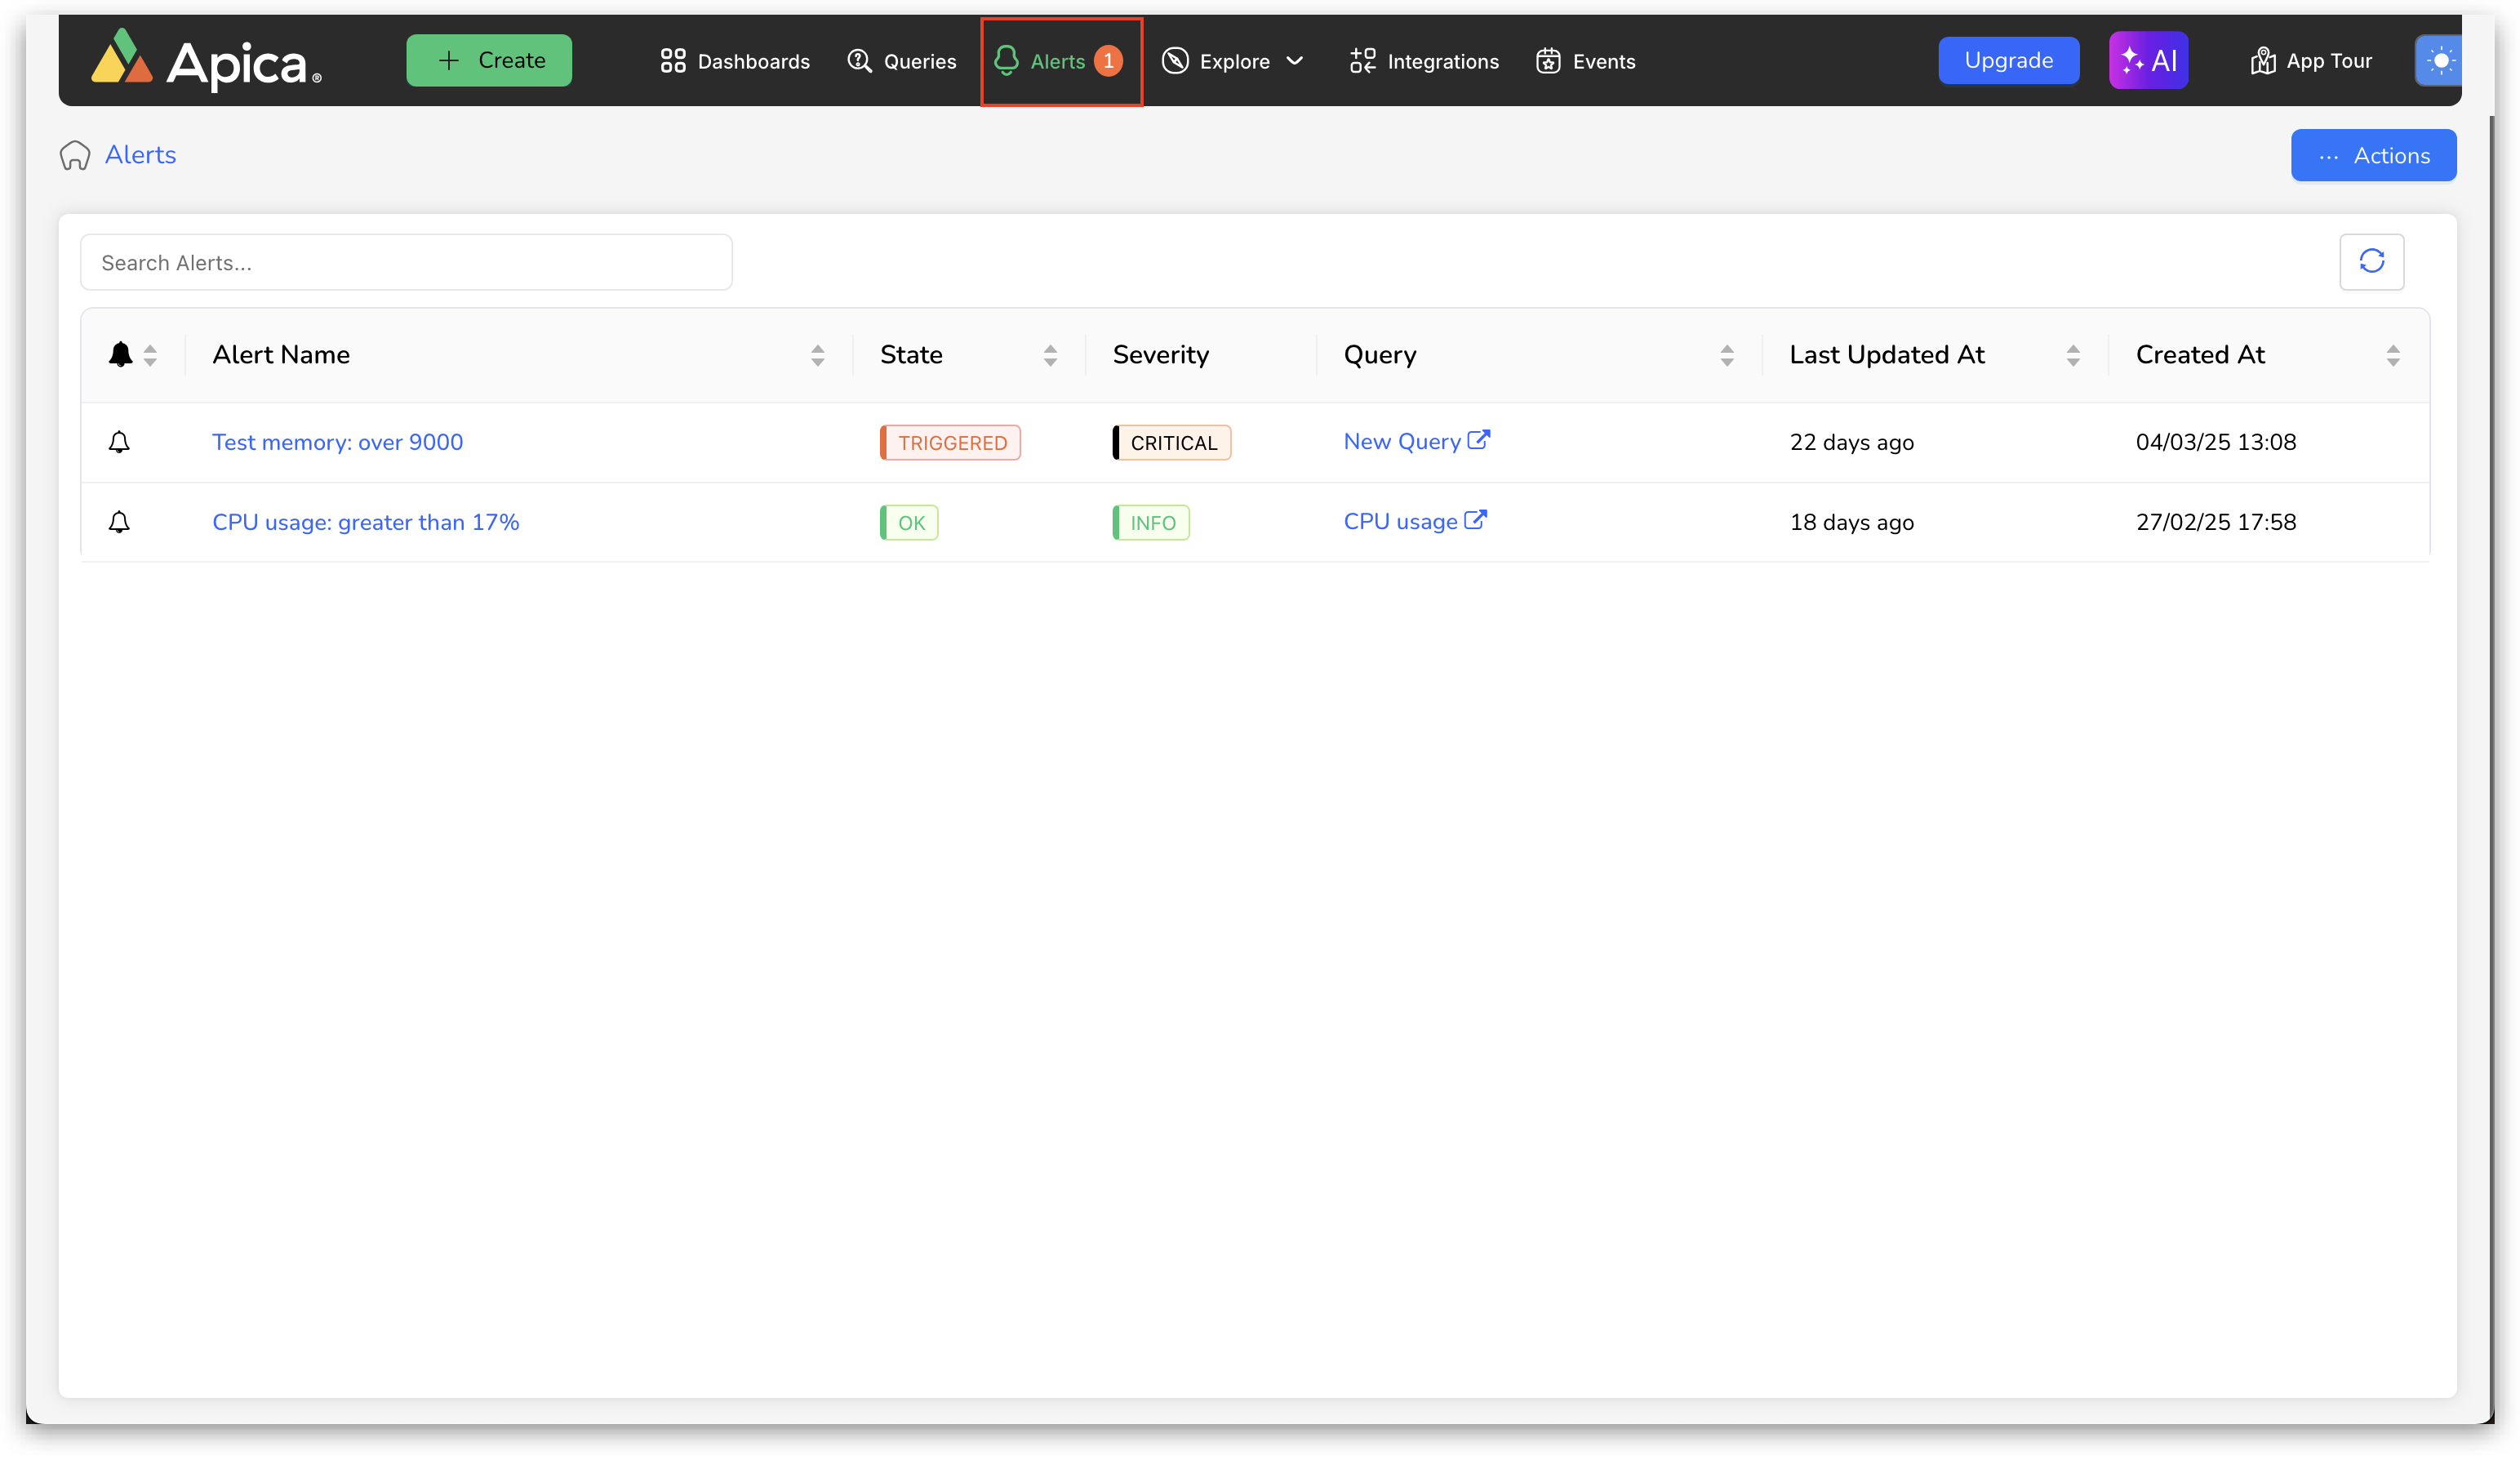 Apica® + Create Dashboards Queries Alerts 1 Explore Integrations Events Upgrade AI App Tour
Alerts ··· Actions
Search Alerts...
Alert Name State Severity Query Last Updated At Created At
Test memory: over 9000 TRIGGERED CRITICAL New Query 22 days ago 04/03/25 13:08
CPU usage: greater than 17% OK INFO CPU usage 18 days ago 27/02/25 17:58